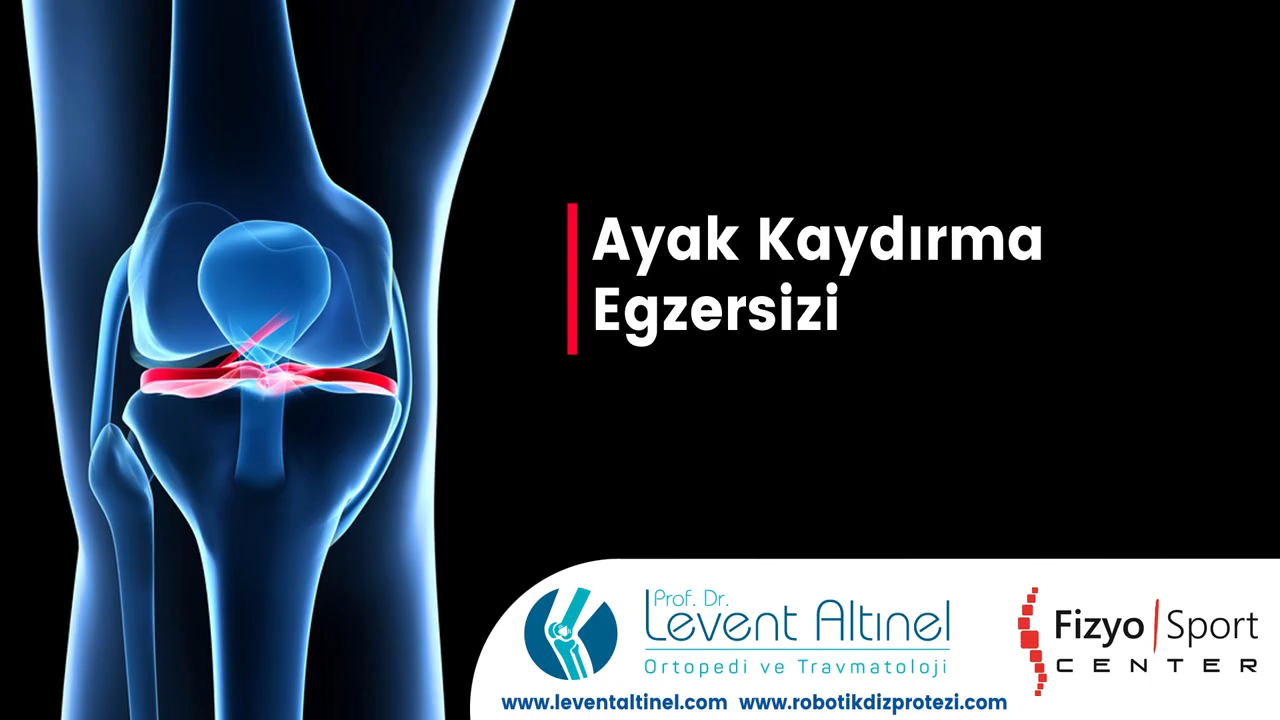 Ayak Kaydırma
Egzersizi
Prof. Dr.
Levent Altınel
Ortopedi ve Travmatoloji
Fizyo|Sport
CENTER
www.leventaltinel.com www.robotikdizprotezi.com